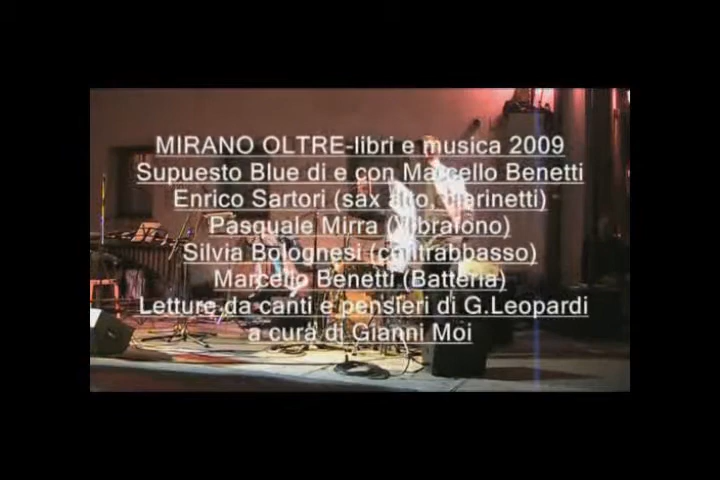 MIRANO OLTRE-libri e musica 2009
Supuesto Blue di e con Marcello Benetti
Enrico Sartori (sax alto, clarinetti)
Pasquale Mirra (Vibrafono)
Silvia Bolognesi (contrabbasso)
Marcello Benetti (Batteria)
Letture da canti e pensieri di G.Leopardi
a cura di Gianni Moi